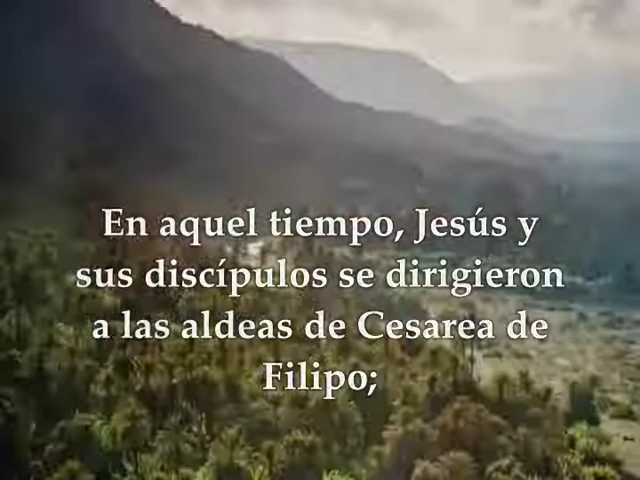 En aquel tiempo, Jesús y
sus discípulos se dirigieron
a las aldeas de Cesarea de
Filipo;